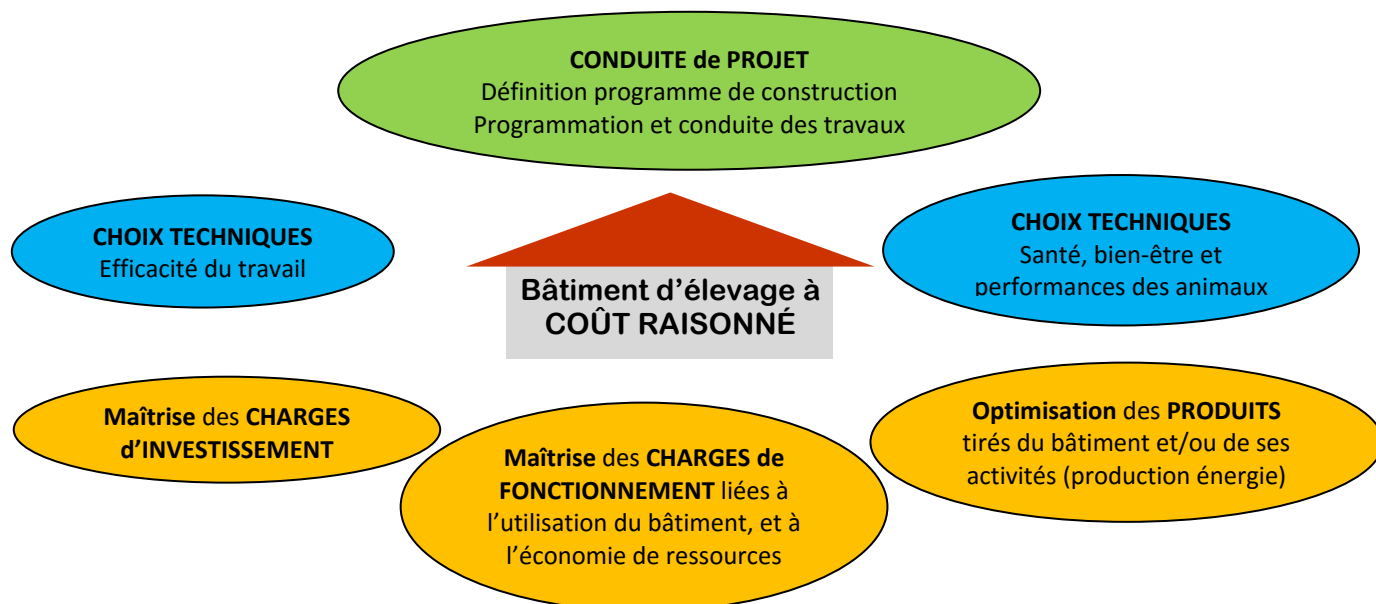 CONDUITE de PROJET
Définition programme de construction
Programmation et conduite des travaux
CHOIX TECHNIQUES
Efficacité du travail
CHOIX TECHNIQUES
Santé, bien-être et
performances des animaux
Bâtiment d’élevage à
COÛT RAISONNÉ
Maîtrise des CHARGES
d’INVESTISSEMENT
Maîtrise des CHARGES de
FONCTIONNEMENT liées à
l’utilisation du bâtiment, et à
l’économie de ressources
Optimisation des PRODUITS
tirés du bâtiment et/ou de ses
activités (production énergie)